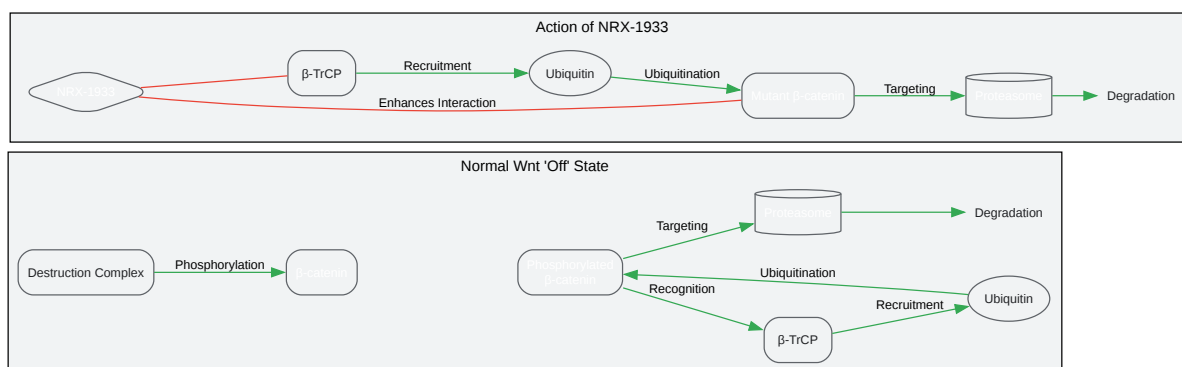 Action of NRX-1933
NRX-1933
β-TrCP
Recruitment
Ubiquitin
Ubiquitination
Enhances Interaction
Mutant β-catenin
Targeting
Proteasome
Degradation
Normal Wnt 'Off' State
Destruction Complex
Phosphorylation
β-catenin
Phosphorylated
β-catenin
Targeting
Proteasome
Degradation
Ubiquitination
Recognition
β-TrCP
Recruitment
Ubiquitin